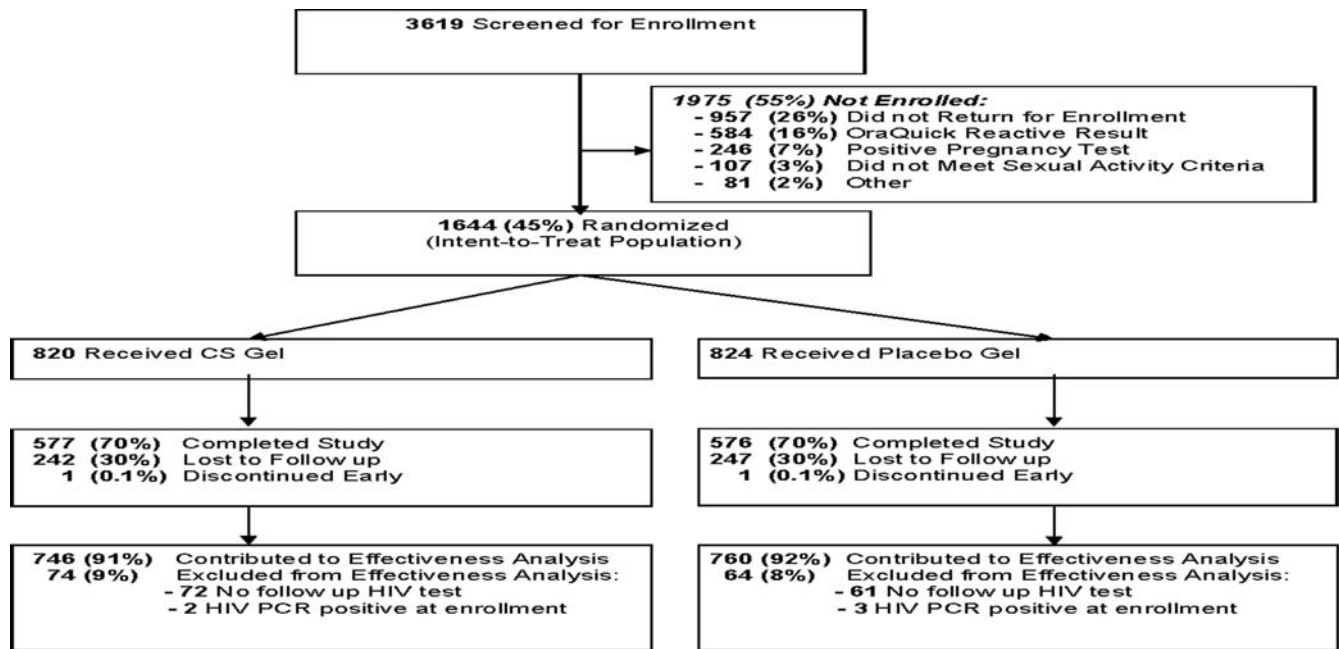 3619 Screened for Enrollment
1975 (55%) Not Enrolled:
- 957 (26%) Did not Return for Enrollment
- 584 (16%) OraQuick Reactive Result
- 246 (7%) Positive Pregnancy Test
- 107 (3%) Did not Meet Sexual Activity Criteria
- 81 (2%) Other
1644 (45%) Randomized
(Intent-to-Treat Population)
820 Received CS Gel
577 (70%) Completed Study
242 (30%) Lost to Follow up
1 (0.1%) Discontinued Early
746 (91%) Contributed to Effectiveness Analysis
74 (9%) Excluded from Effectiveness Analysis:
- 72 No follow up HIV test
- 2 HIV PCR positive at enrollment
824 Received Placebo Gel
576 (70%) Completed Study
247 (30%) Lost to Follow up
1 (0.1%) Discontinued Early
760 (92%) Contributed to Effectiveness Analysis
64 (8%) Excluded from Effectiveness Analysis:
- 61 No follow up HIV test
- 3 HIV PCR positive at enrollment